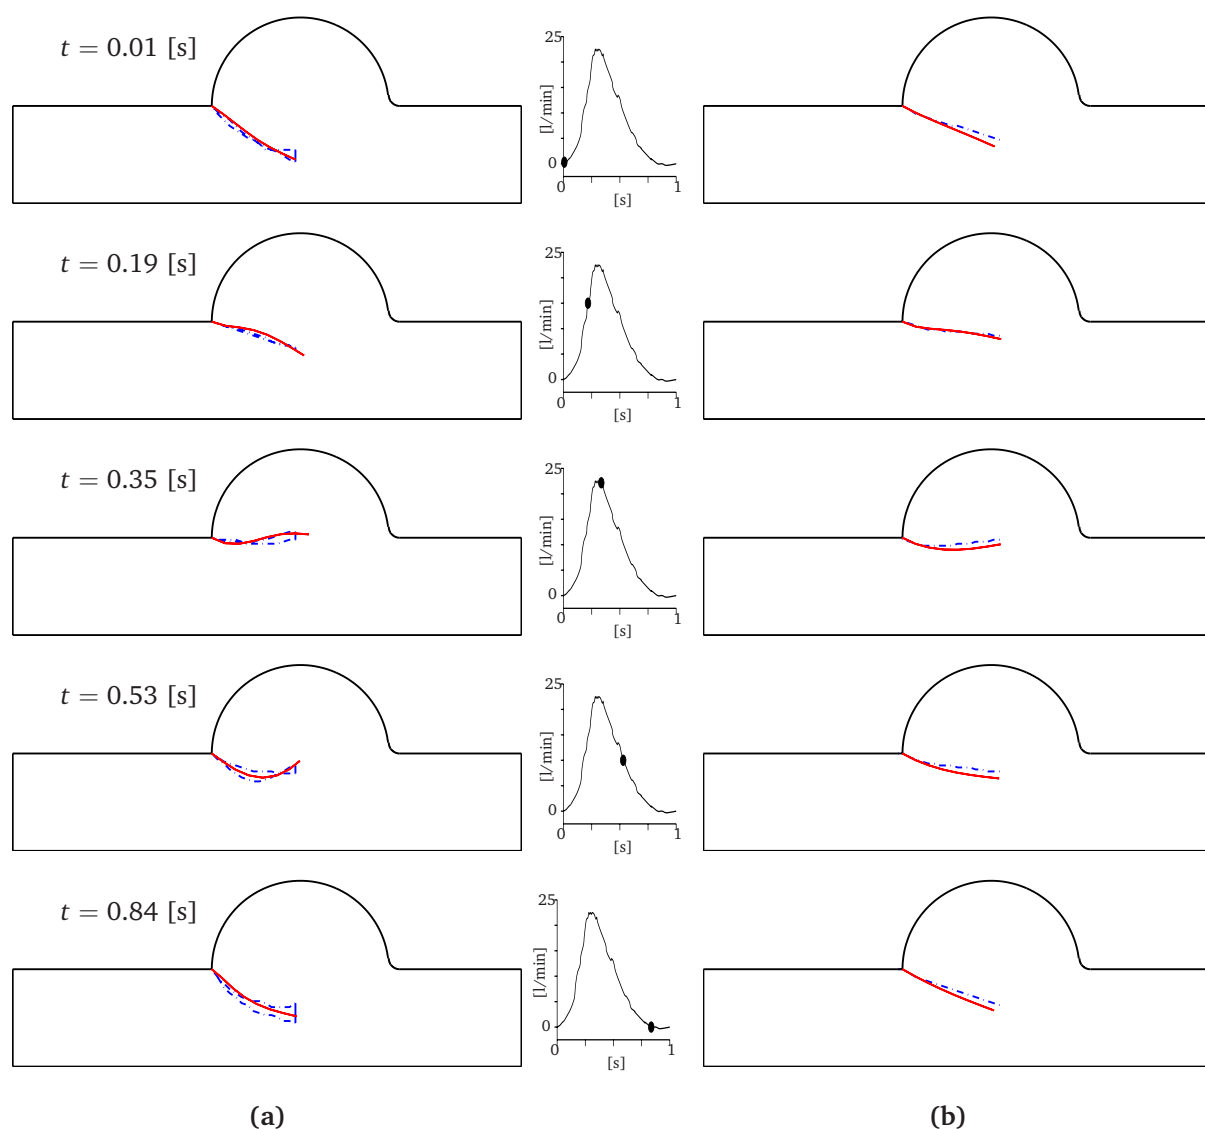 t = 0.01 [s]
25
[l/min]
0
0
1
[s]
t = 0.19 [s]
25
[l/min]
0
0
1
[s]
t = 0.35 [s]
25
[l/min]
0
0
1
[s]
t = 0.53 [s]
25
[l/min]
0
0
1
[s]
t = 0.84 [s]
25
[l/min]
0
0
1
[s]
(a)
(b)